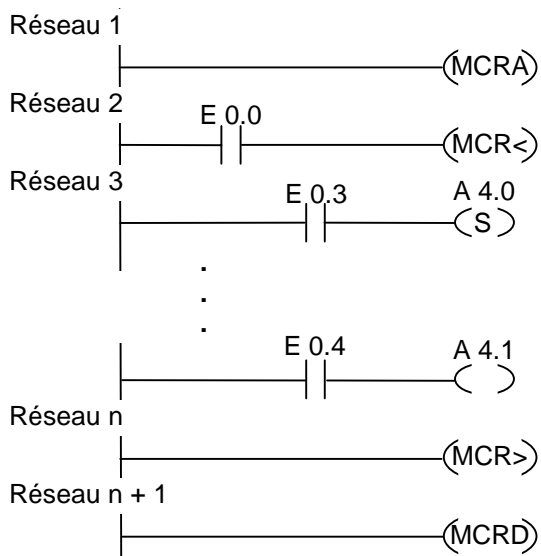 Réseau 1
(MCRA)
Réseau 2
E 0.0
(MCR<)
Réseau 3
E 0.3 A 4.0
(S)
E 0.4 A 4.1
( )
Réseau n
(MCR>)
Réseau n + 1
(MCRD)